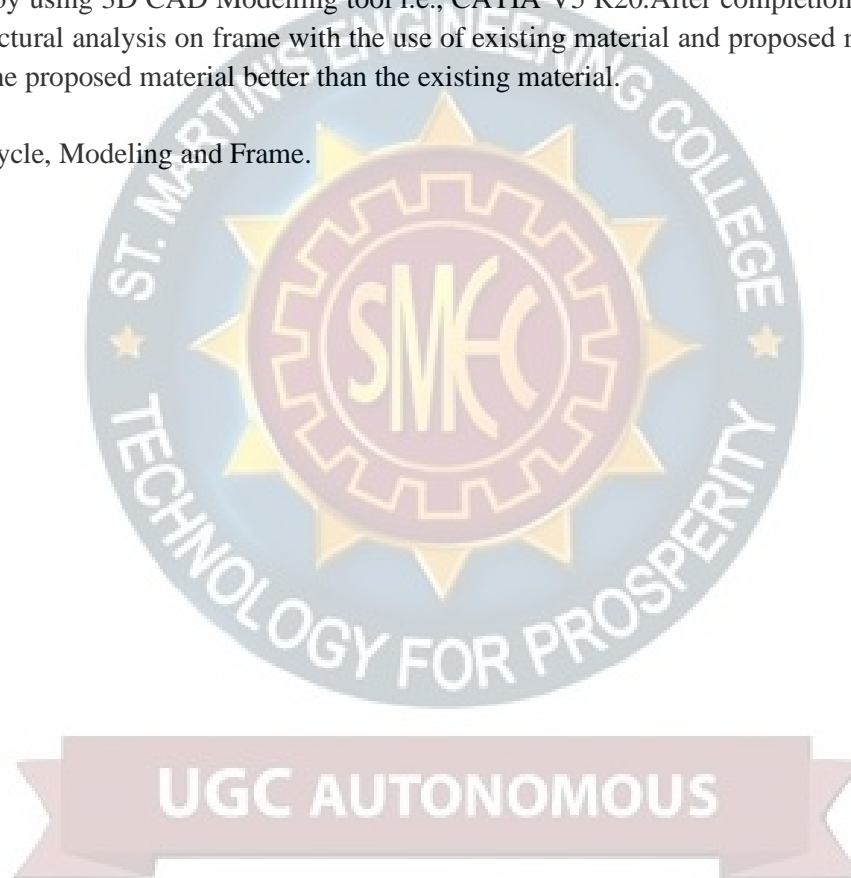 by using 3D CAD Modelling tool i.e., CATIA V5 R20.After completion
ctural analysis on frame with the use of existing material and proposed
he proposed material better than the existing material.
ycle, Modeling and Frame.
ST. MARTIN'S ENGINEERING COLLEGE
SMEC
TECHNOLOGY FOR PROSPERITY
UGC AUTONOMOUS